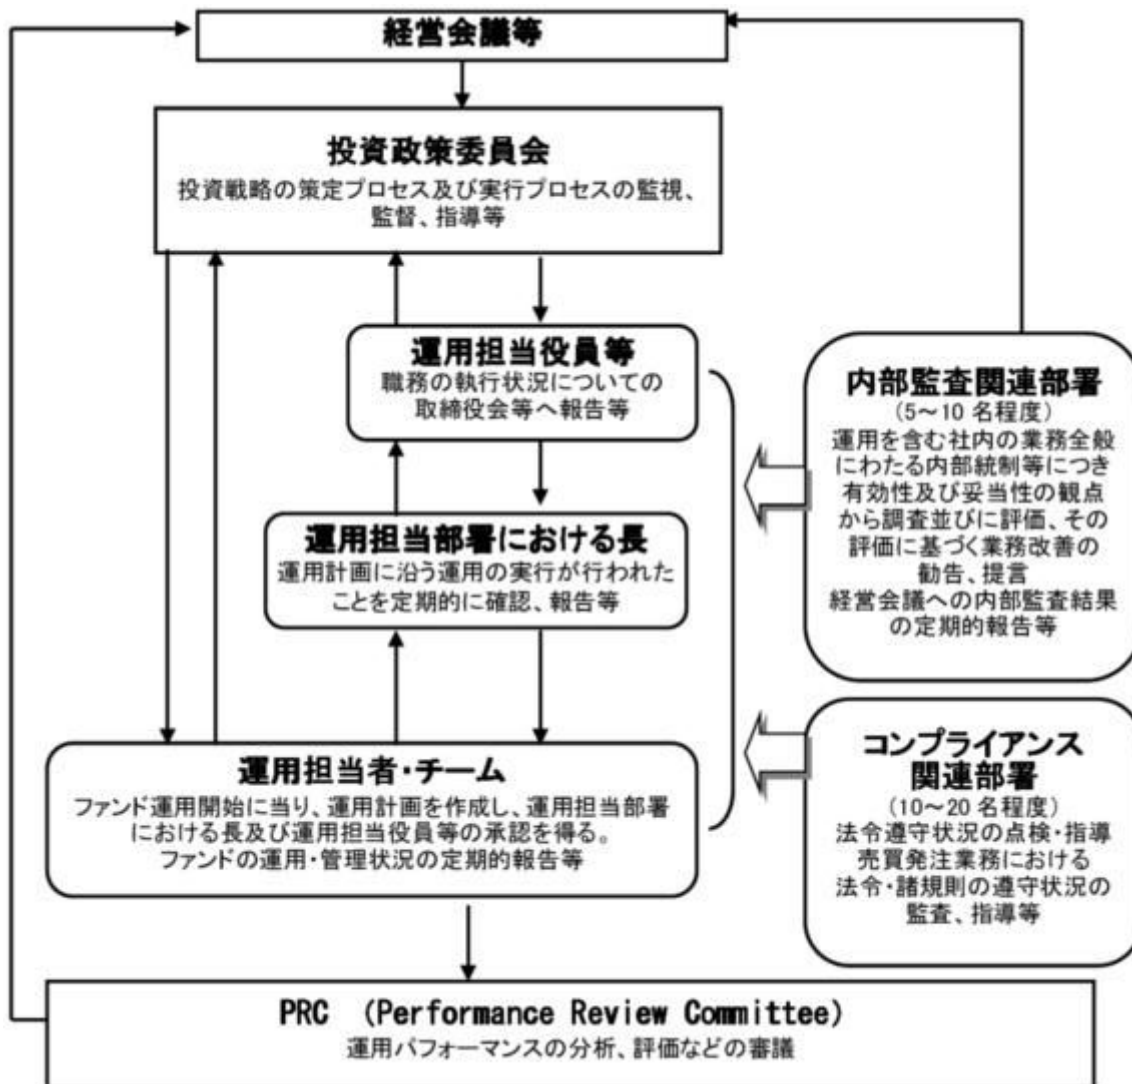 経営会議等
投資政策委員会
投資戦略の策定プロセス及び実行プロセスの監視、
監督、指導等
運用担当役員等
職務の執行状況についての
取締役会等へ報告等
運用担当部署における長
運用計画に沿う運用の実行が行われた
ことを定期的に確認、報告等
運用担当者・チーム
ファンド運用開始に当り、運用計画を作成し、運用担当部署
における長及び運用担当役員等の承認を得る。
ファンドの運用・管理状況の定期的報告等
内部監査関連部署
(5～10 名程度)
運用を含む社内の業務全般
にわたる内部統制等につき
有効性及び妥当性の観点
から調査並びに評価、その
評価に基づく業務改善の
勧告、提言
経営会議への内部監査結果
の定期的報告等
コンプライアンス
関連部署
(10～20 名程度)
法令遵守状況の点検・指導
売買発注業務における
法令・諸規則の遵守状況の
監査、指導等
PRC (Performance Review Committee)
運用パフォーマンスの分析、評価などの審議